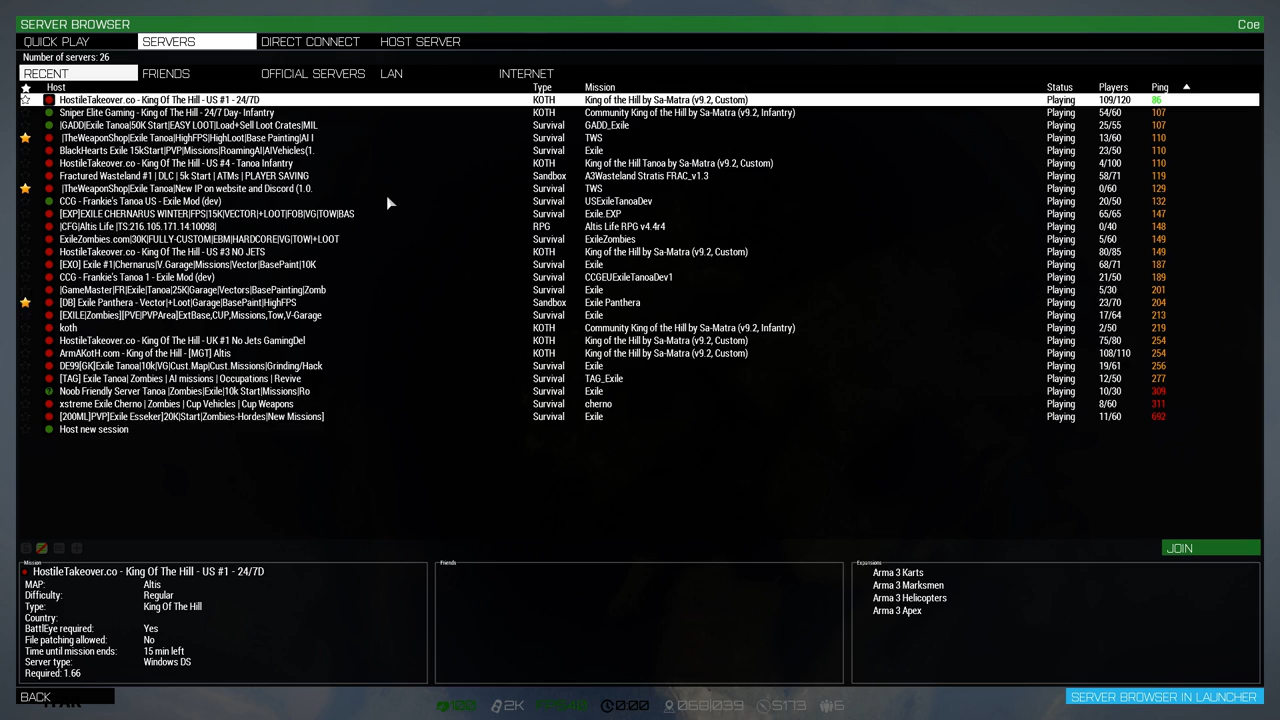 SERVER BROWSER Coe
QUICK PLAY SERVERS DIRECT CONNECT HOST SERVER
Number of servers: 26
RECENT FRIENDS OFFICIAL SERVERS LAN INTERNET
Host Type Mission Status Players Ping
HostileTakeover.co - King Of The Hill - US #1 - 24/7D KOTH King of the Hill by Sa-Matra (v9.2, Custom) Playing 109/120 86
Sniper Elite Gaming - King of The Hill - 24/7 Day- Infantry KOTH Community King of the Hill by Sa-Matra (v9.2, Infantry) Playing 54/60 107
|GADD|Exile Tanoa|50K Start|EASY LOOT|Load+Sell Loot Crates|MIL Survival GADD_Exile Playing 25/55 107
|TheWeaponShop|Exile Tanoa|HighFPS|HighLoot|Base Painting|AI I Survival TWS Playing 13/60 110
BlackHearts Exile 15kStart|PVP|Missions|RoamingAI|AIVehicles(1. Survival Exile Playing 23/50 110
HostileTakeover.co - King Of The Hill - US #4 - Tanoa Infantry KOTH King of the Hill Tanoa by Sa-Matra (v9.2, Custom) Playing 4/100 110
Fractured Wasteland #1 | DLC | 5k Start | ATMs | PLAYER SAVING Sandbox A3Wasteland Stratis FRAC_v1.3 Playing 58/71 119
|TheWeaponShop|Exile Tanoa|New IP on website and Discord (1.0. Survival TWS Playing 0/60 129
CCG - Frankie's Tanoa US - Exile Mod (dev) Survival USExileTanoaDev Playing 20/50 132
[EXP]EXILE CHERNARUS WINTER|FPS|15K|VECTOR|+LOOT|FOB|VG|TOW|BAS Survival Exile.EXP Playing 65/65 147
|CFG|Altis Life |TS:216.105.171.14:10098| RPG Altis Life RPG v4.4r4 Playing 0/40 148
ExileZombies.com|30K|FULLY-CUSTOM|EBM|HARDCORE|VG|TOW|+LOOT Survival ExileZombies Playing 5/60 149
HostileTakeover.co - King Of The Hill - US #3 NO JETS KOTH King of the Hill by Sa-Matra (v9.2, Custom) Playing 80/85 149
[EXO] Exile #1|Chernarus|V.Garage|Missions|Vector|BasePaint|10K Survival Exile Playing 68/71 187
CCG - Frankie's Tanoa 1 - Exile Mod (dev) Survival CCGEUExileTanoaDev1 Playing 21/50 189
|GameMaster|FR|Exile|Tanoa|25K|Garage|Vectors|BasePainting|Zomb Survival Exile Playing 5/30 201
[DB] Exile Panthera - Vector|+Loot|Garage|BasePaint|HighFPS Sandbox Exile Panthera Playing 23/70 204
[EXILE|Zombies][PVE|PVPArea]ExtBase,CUP,Missions,Tow,V-Garage Survival Exile Playing 17/64 213
koth KOTH Community King of the Hill by Sa-Matra (v9.2, Infantry) Playing 2/50 219
HostileTakeover.co - King Of The Hill - UK #1 No Jets GamingDel KOTH King of the Hill by Sa-Matra (v9.2, Custom) Playing 75/80 254
ArmAKotH.com - King of the Hill - [MGT] Altis KOTH King of the Hill by Sa-Matra (v9.2, Custom) Playing 108/110 254
DE99[GK]Exile Tanoa|10k|VG|Cust.Map|Cust.Missions|Grinding/Hack Survival Exile Playing 19/61 256
[TAG] Exile Tanoa| Zombies | AI missions | Occupations | Revive Survival TAG_Exile Playing 12/50 277
Noob Friendly Server Tanoa |Zombies|Exile|10k Start|Missions|Ro Survival Exile Playing 10/30 309
xstreme Exile Cherno | Zombies | Cup Vehicles | Cup Weapons Survival cherno Playing 8/60 311
[200ML]PVP]Exile Esseker|20K|Start|Zombies-Hordes|New Missions] Survival Exile Playing 11/60 692
Host new session
JOIN
Mission Friends Expansions
HostileTakeover.co - King Of The Hill - US #1 - 24/7D
MAP: Altis
Difficulty: Regular
Type: King Of The Hill
Country:
BattlEye required: Yes
File patching allowed: No
Time until mission ends: 15 min left
Server type: Windows DS
Required: 1.66
Arma 3 Karts
Arma 3 Marksmen
Arma 3 Helicopters
Arma 3 Apex
BACK SERVER BROWSER IN LAUNCHER
2K 0:00 068|039 5173 6